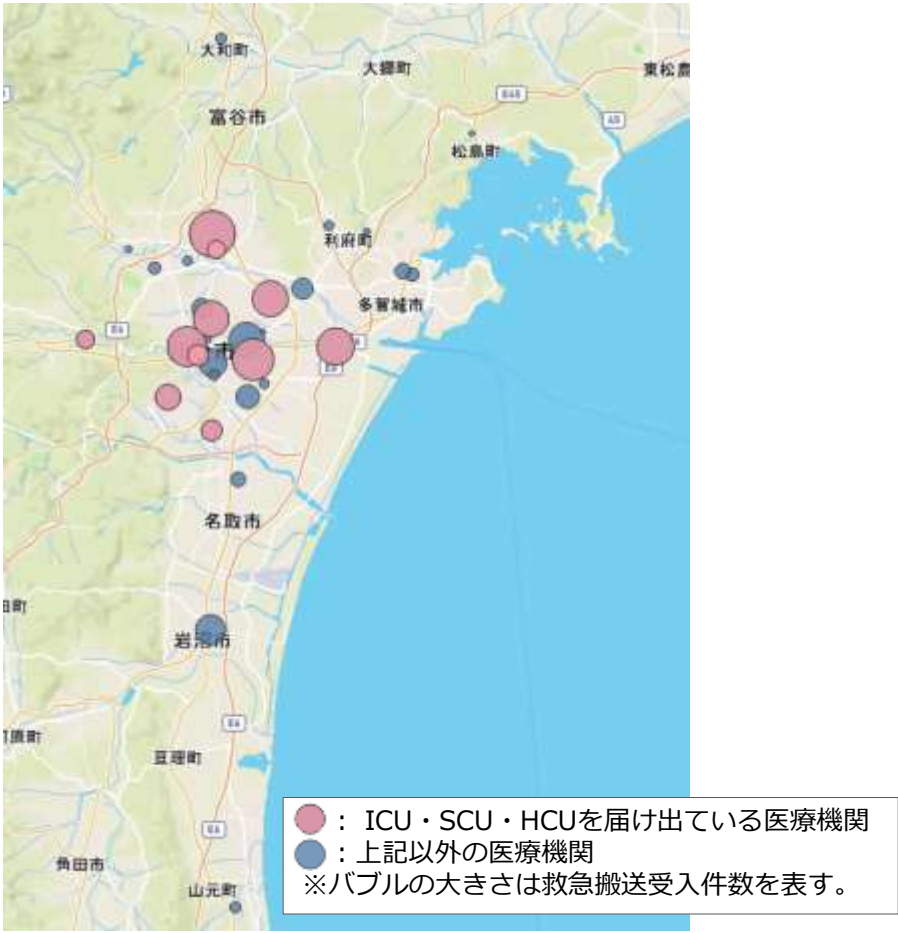 大和町
大郷町
東松島
富谷市
松島町
利府町
多賀城市
市
名取市
岩沼市
亘理町
角田市
山元町
： ICU・SCU・HCUを届け出ている医療機関
：上記以外の医療機関
※バブルの大きさは救急搬送受入件数を表す。